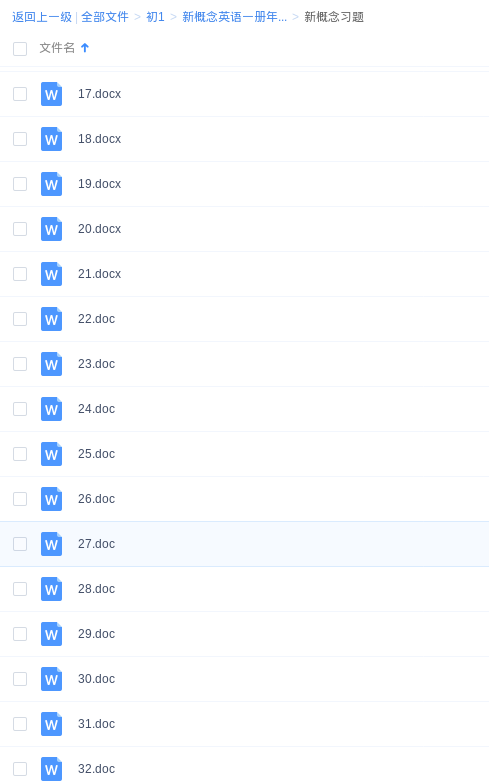 返回上一级 | 全部文件 > 初1 > 新概念英语一册年... > 新概念习题
文件名
17.docx
18.docx
19.docx
20.docx
21.docx
22.doc
23.doc
24.doc
25.doc
26.doc
27.doc
28.doc
29.doc
30.doc
31.doc
32.doc